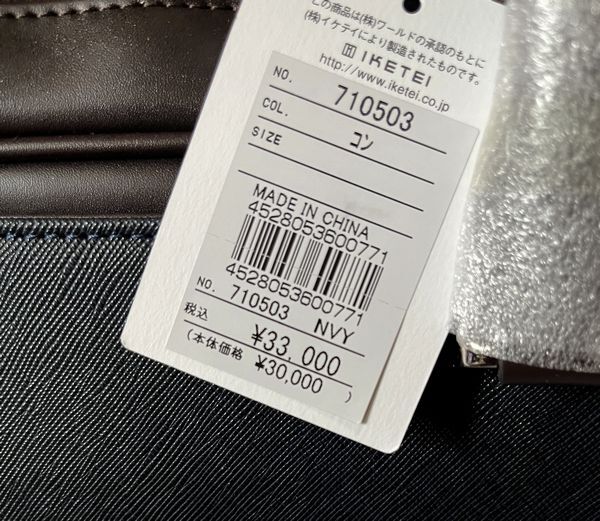 この商品は(株)ワールドの承認のもとに
(株)イケテイにより製造されたものです。
IKETEI
http://www.iketei.co.jp
NO. 710503
COL. コン
SIZE
MADE IN CHINA
4528053600771
4528053600771
NO. 710503 NVY
税込 ¥33,000
(本体価格 ¥30,000)